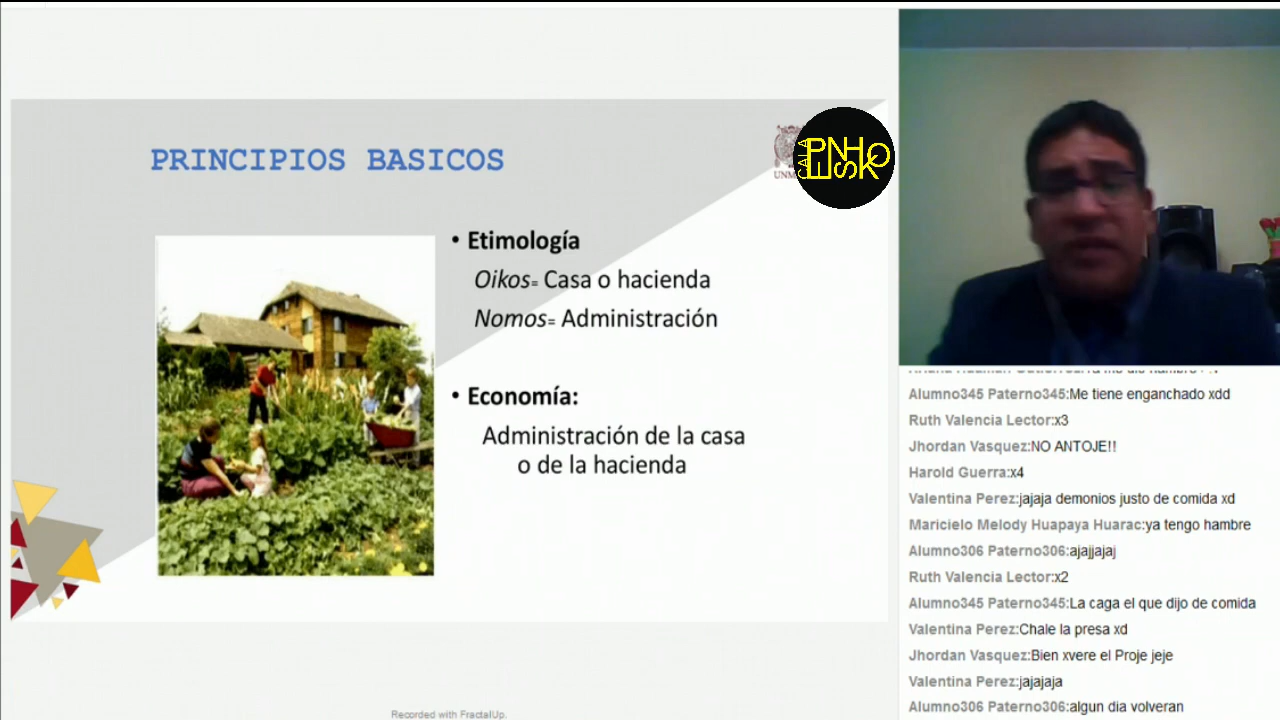 PRINCIPIOS BASICOS
UNM
CALA
PNHO
ESK
• Etimología
Oikos= Casa o hacienda
Nomos= Administración
• Economía:
Administración de la casa
o de la hacienda
Recorded with FractalUp.
Alumno345 Paterno345:Me tiene enganchado xdd
Ruth Valencia Lector:x3
Jhordan Vasquez:NO ANTOJE!!
Harold Guerra:x4
Valentina Perez:jajaja demonios justo de comida xd
Maricielo Melody Huapaya Huarac:ya tengo hambre
Alumno306 Paterno306:ajajjajaj
Ruth Valencia Lector:x2
Alumno345 Paterno345:La caga el que dijo de comida
Valentina Perez:Chale la presa xd
Jhordan Vasquez:Bien xvere el Proje jeje
Valentina Perez:jajajaja
Alumno306 Paterno306:algun dia volveran